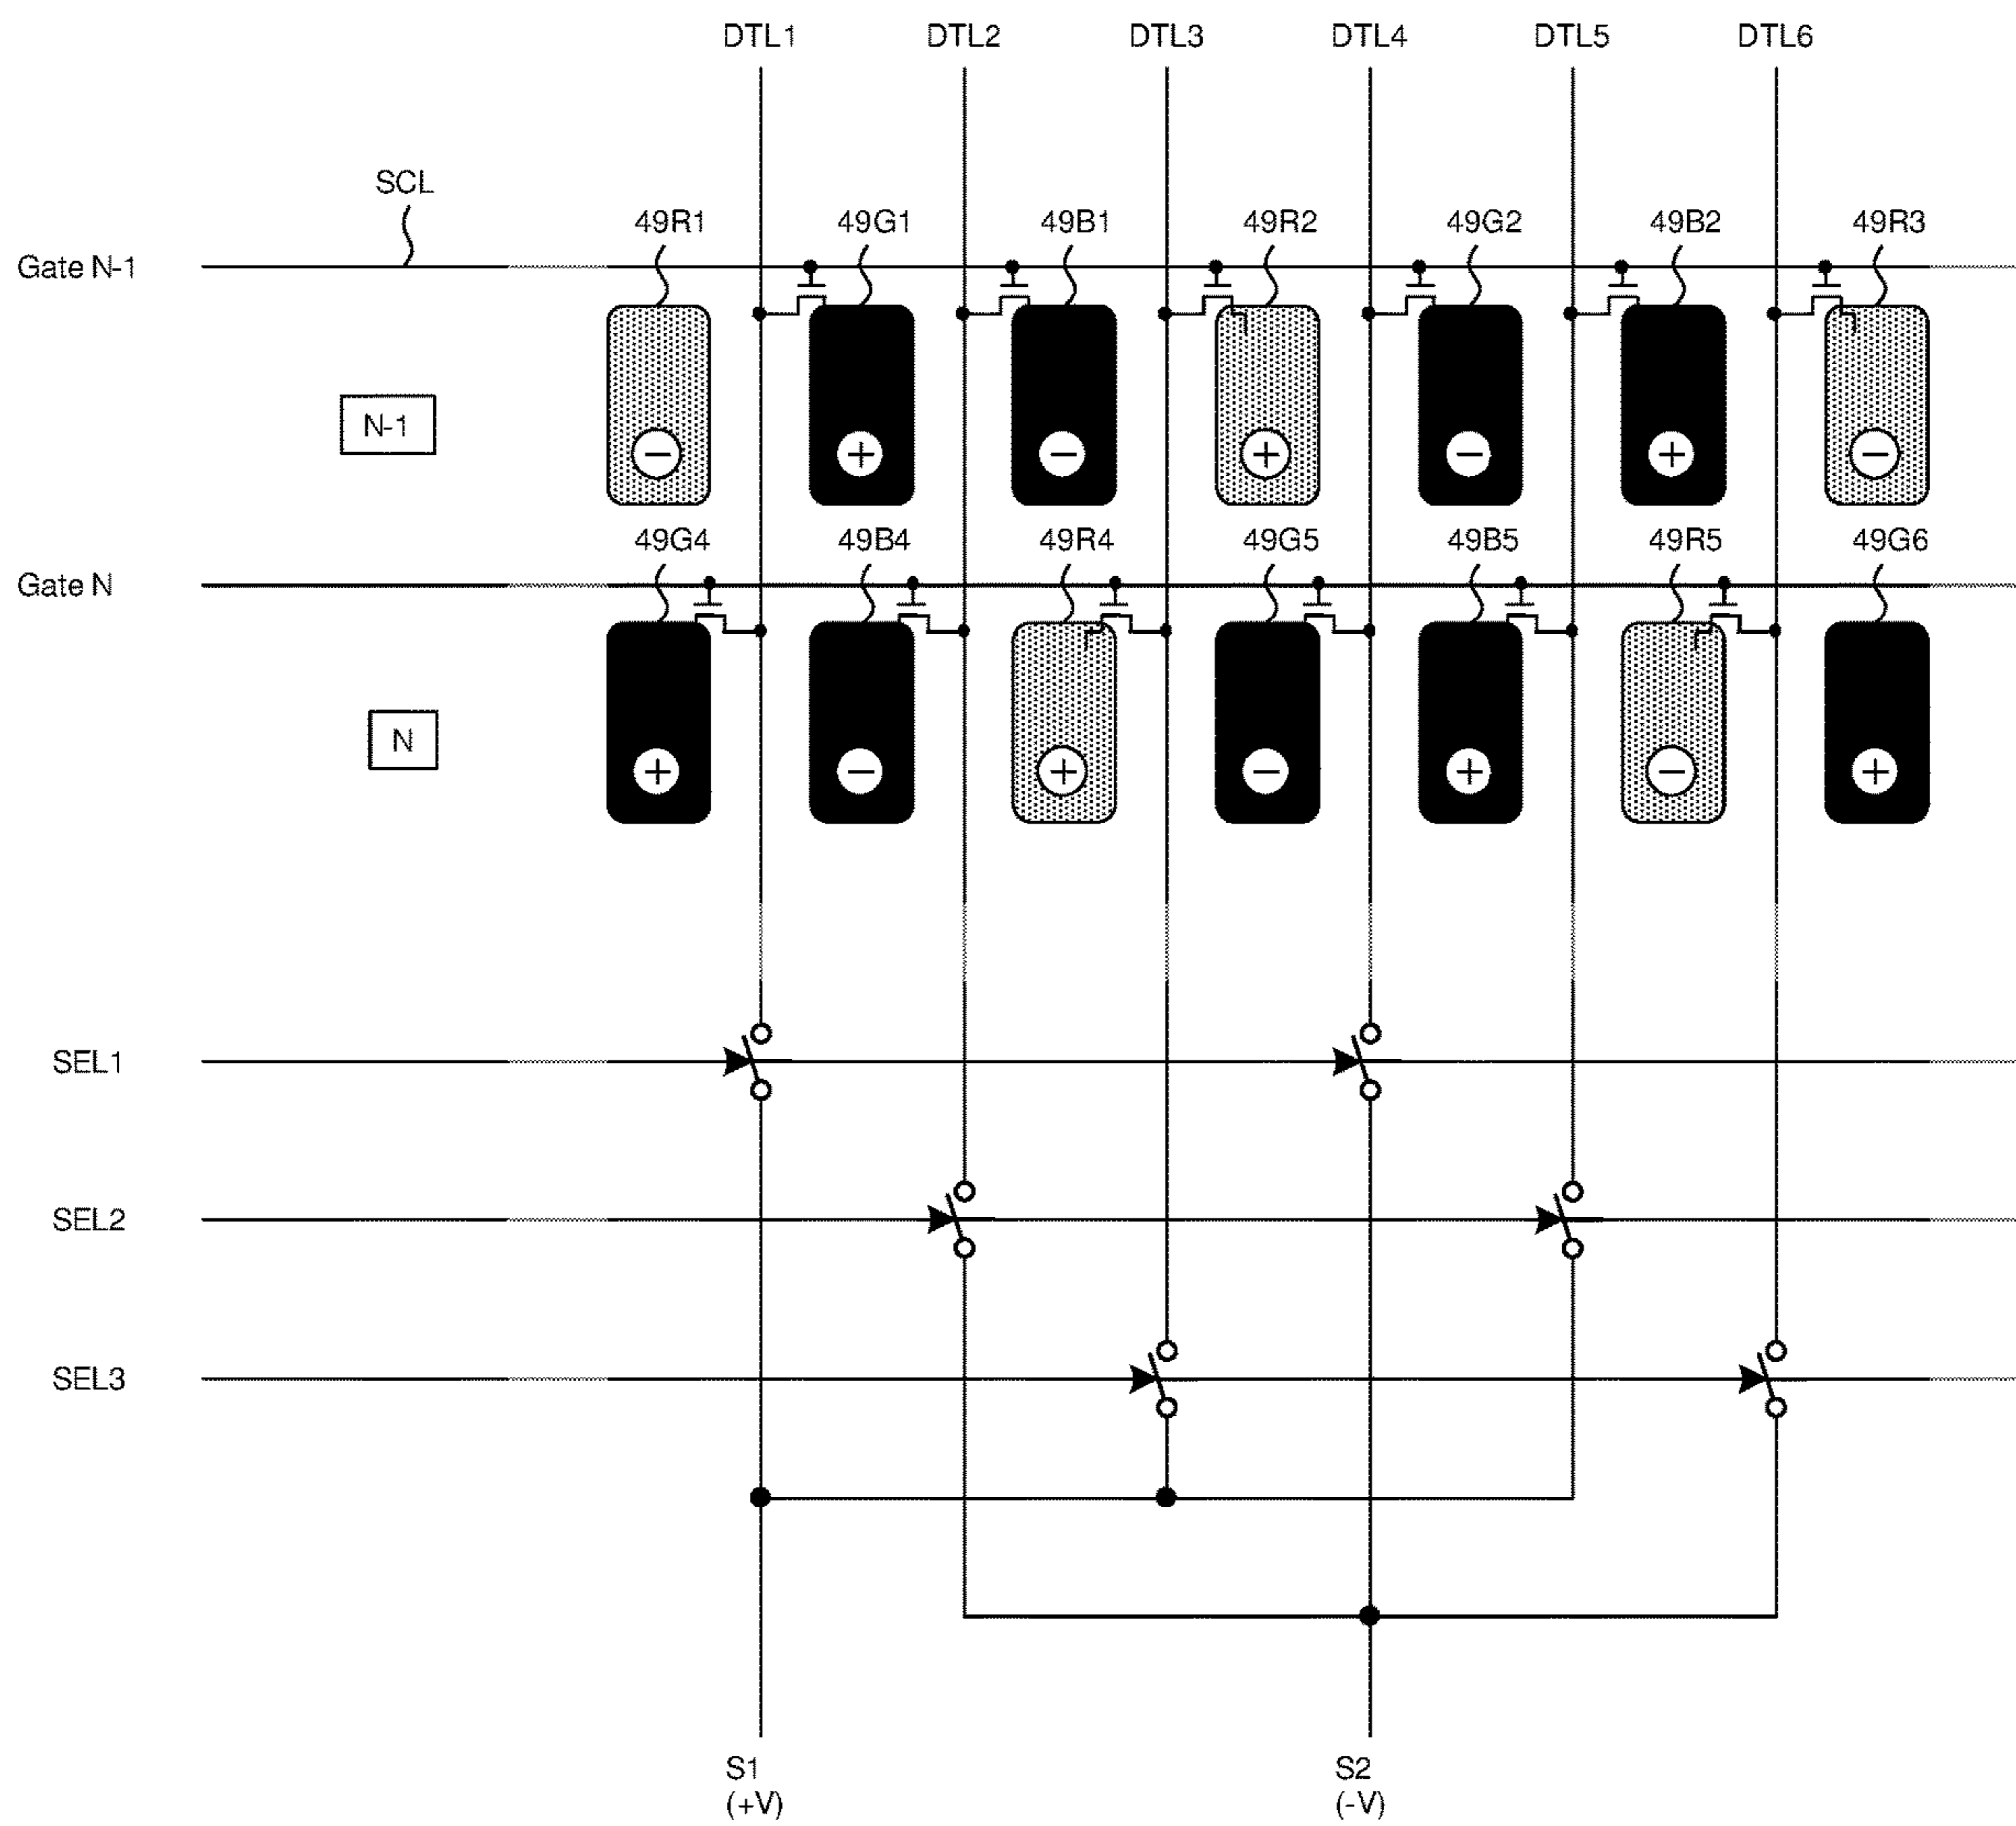 DTL1 DTL2 DTL3 DTL4 DTL5 DTL6
SCL
49R1 49G1 49B1 49R2 49G2 49B2 49R3
Gate N-1
N-1
− + − + − + −
49G4 49B4 49R4 49G5 49B5 49R5 49G6
Gate N
N
+ − + − + − +
SEL1
SEL2
SEL3
S1 S2
(+V) (-V)